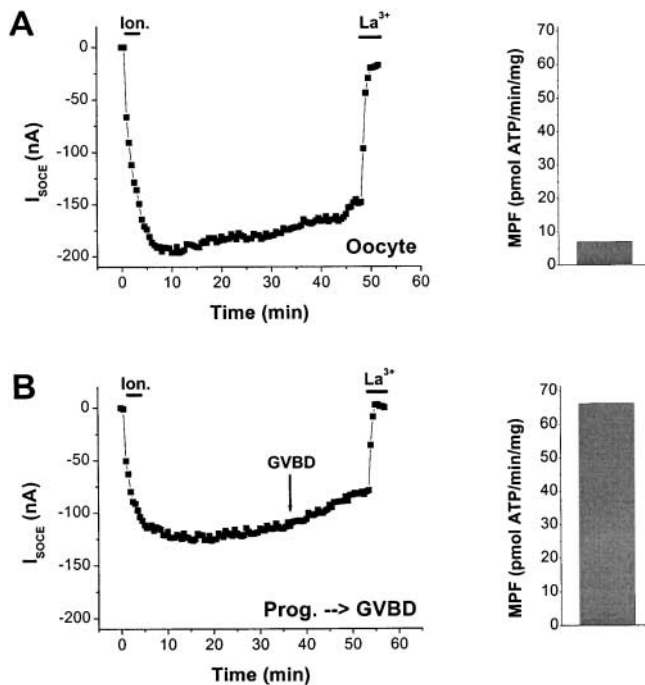 A
Ion.
La3+
0
-50
-100
-150
-200
I SOCE (nA)
Oocyte
0 10 20 30 40 50 60
Time (min)
70
60
50
40
30
20
10
0
MPF (pmol ATP/min/mg)
B
Ion.
La3+
0
-50
-100
-150
-200
I SOCE (nA)
GVBD
Prog. --> GVBD
0 10 20 30 40 50 60
Time (min)
70
60
50
40
30
20
10
0
MPF (pmol ATP/min/mg)